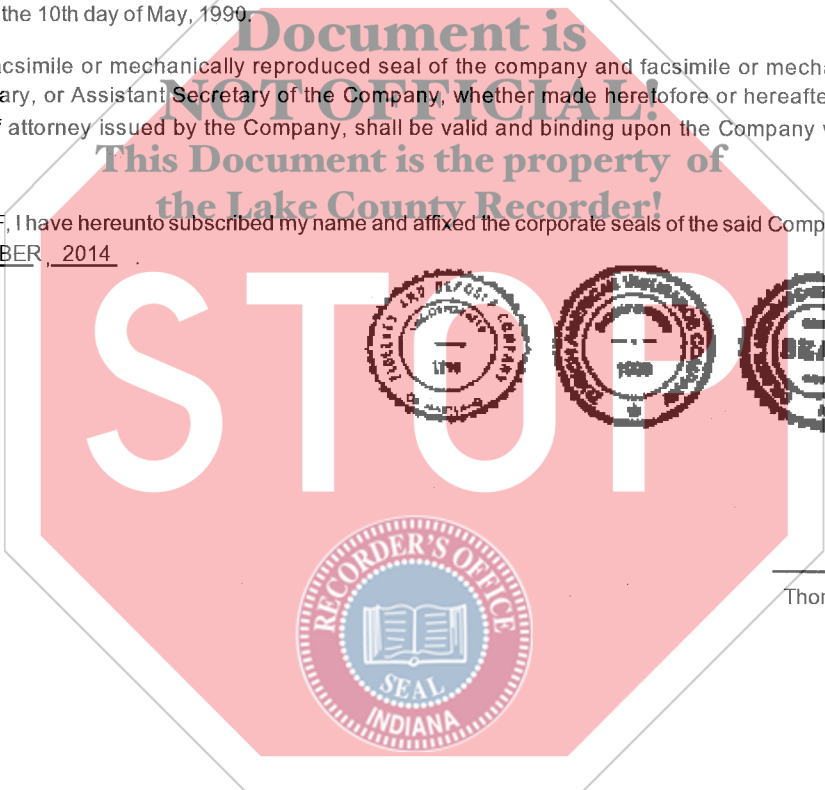 the 10th day of May, 1990.
Document is
acsimile or mechanically reproduced seal of the company and facsimile or mech
NOT OFFICIAL!
ary, or Assistant Secretary of the Company, whether made heretofore or hereafte
f attorney issued by the Company, shall be valid and binding upon the Company
This Document is the property of
the Lake County Recorder!
F, I have hereunto subscribed my name and affixed the corporate seals of the said Comp
BER, 2014 .
STOP
AND DEPOSIT COMPANY
Thor
RECORDER'S OFFICE
SEAL
INDIANA